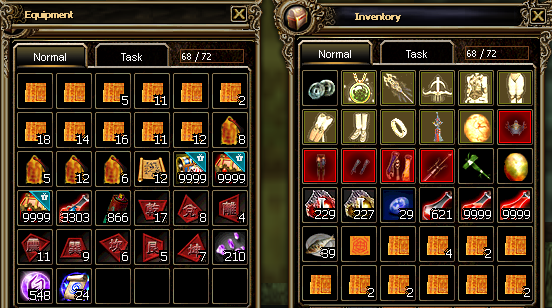 Equipment
Normal Task 68 / 72
5 11 2
18 14 16 11 12 8
5 12 6 12 9999 9999
9999 3303 866 17 8 4
11 9 6 5 7 210
548 24
Inventory
Normal Task 68 / 72
229 227 29 621 9999 9999
89 4 2
2 2 2 2